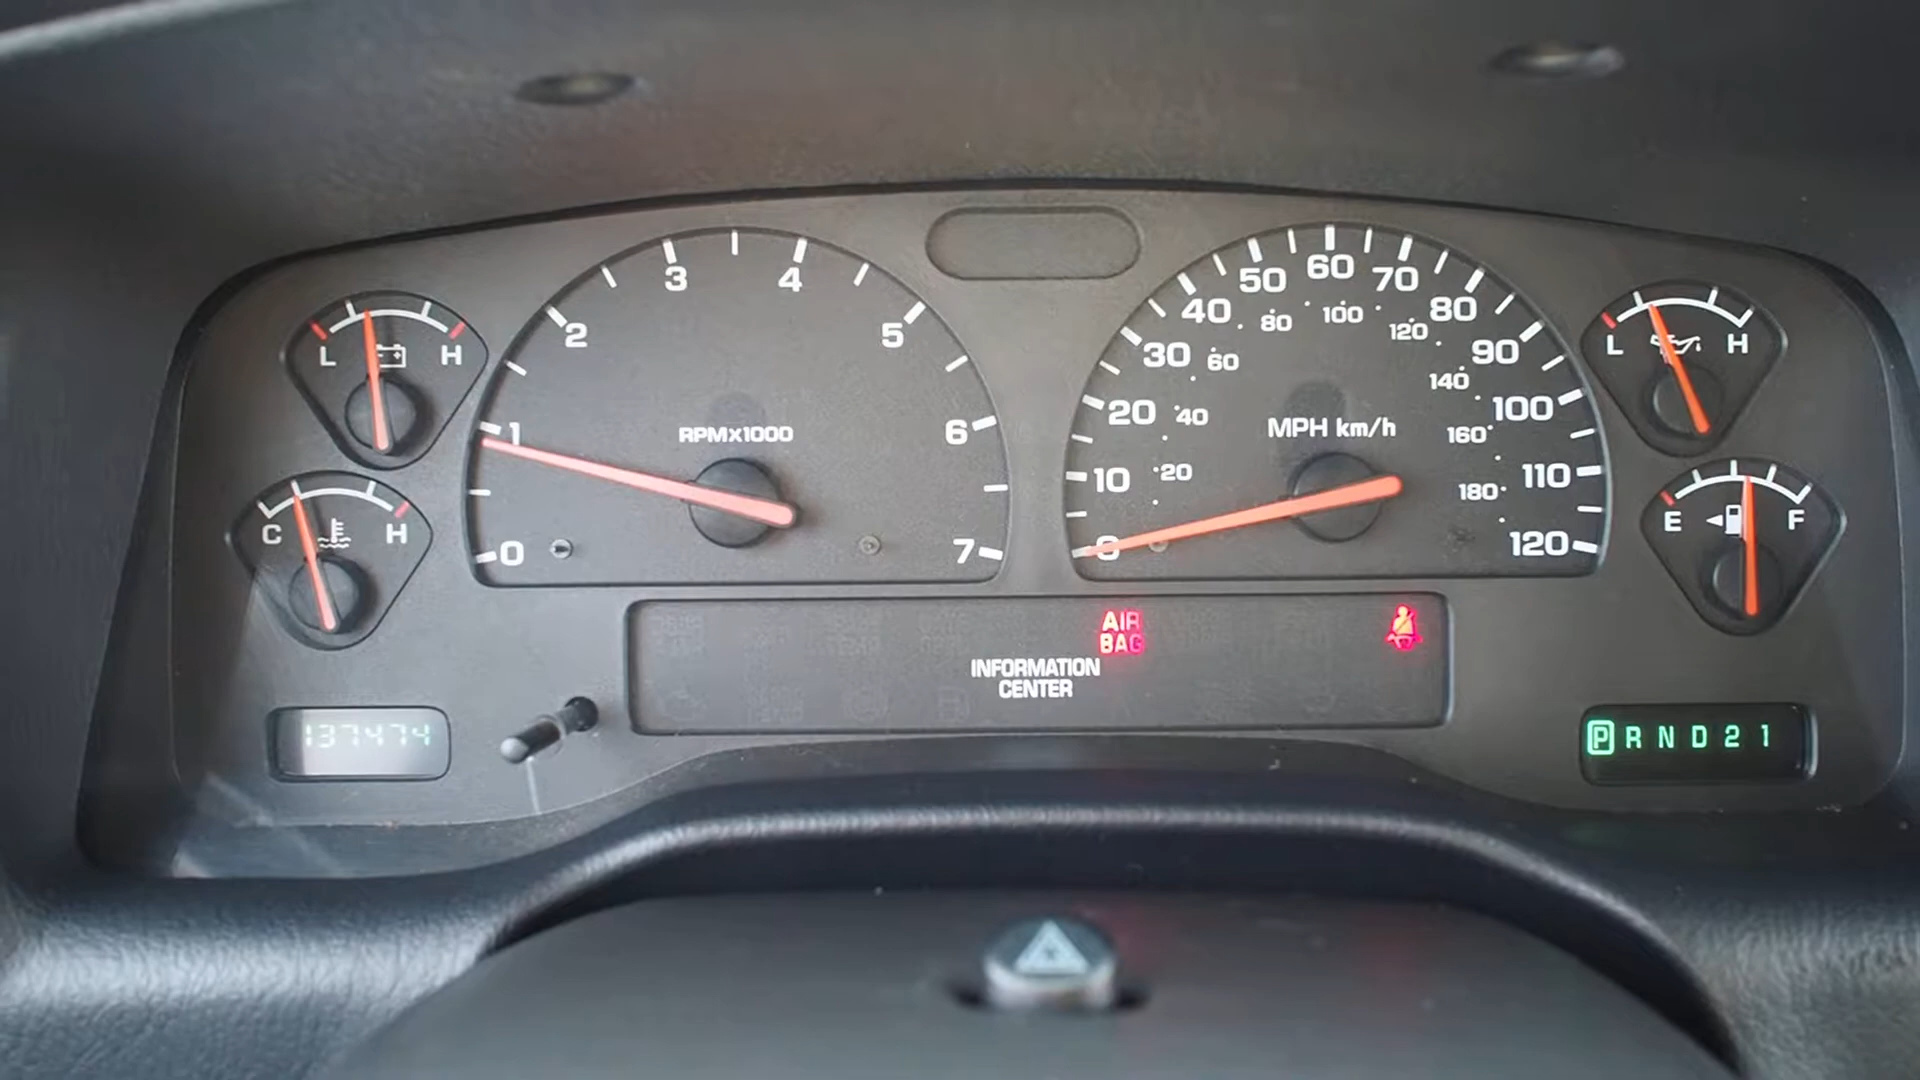 L H
C H
0 1 2 3 4 5 6 7
RPMx1000
0 10 20 30 40 50 60 70 80 90 100 110 120
20 40 60 80 100 120 140 160 180
MPH km/h
L H
E F
AIR
BAG
INFORMATION
CENTER
137474
P R N D 2 1